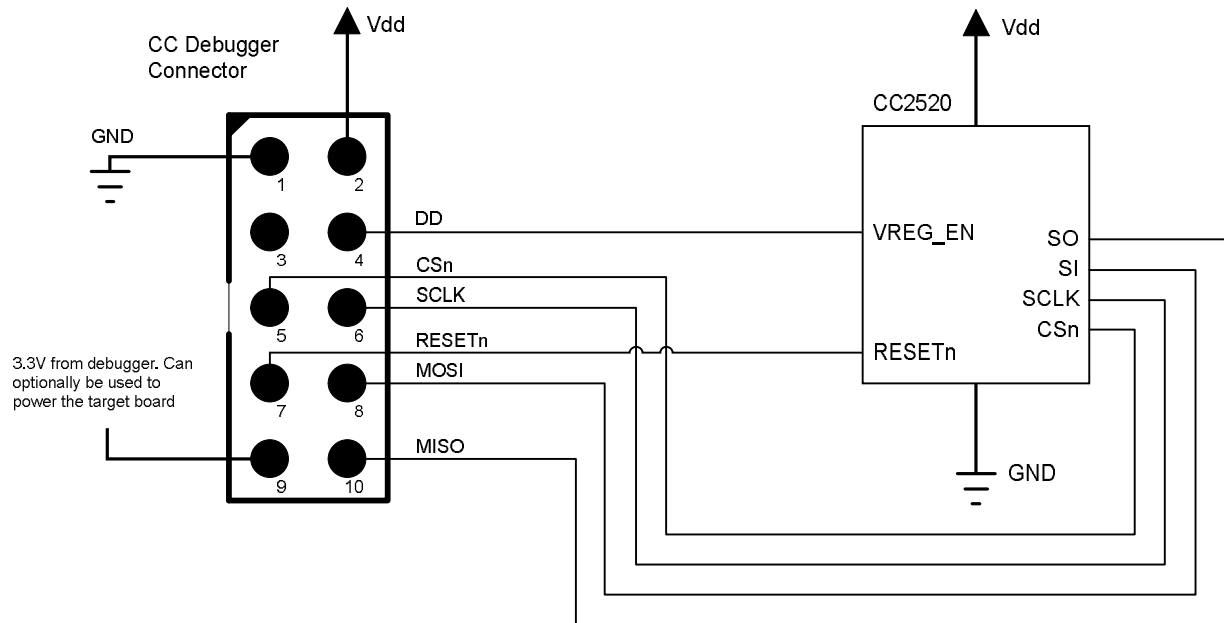 Vdd
CC Debugger
Connector
GND
1
2
3
4
5
6
7
8
9
10
DD
CSn
SCLK
RESETn
MOSI
MISO
3.3V from debugger. Can
optionally be used to
power the target board
Vdd
CC2520
VREG_EN
SO
SI
SCLK
CSn
RESETn
GND